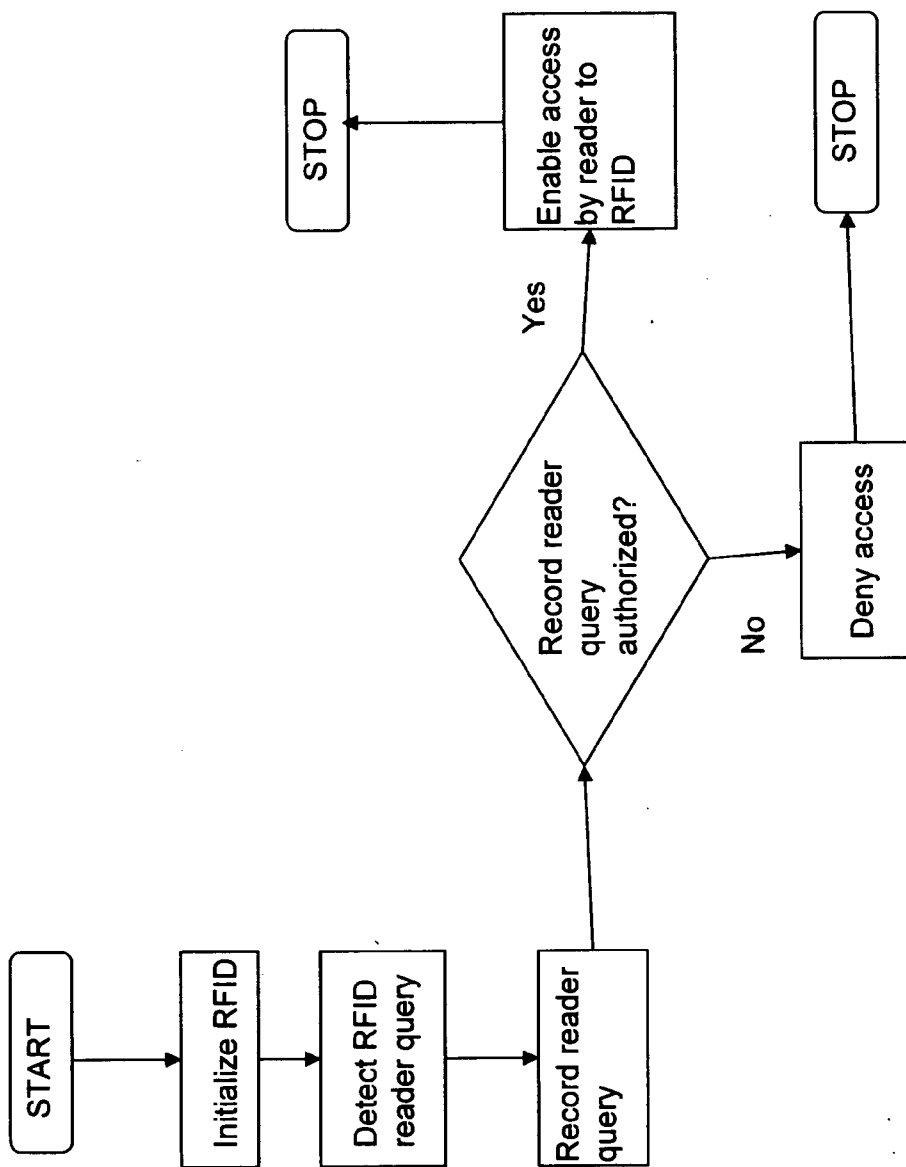 START
Initialize RFID
Detect RFID
reader query
Record reader
query
Record reader
query
authorized?
Yes
Enable access
by reader to
RFID
STOP
No
Deny access
STOP